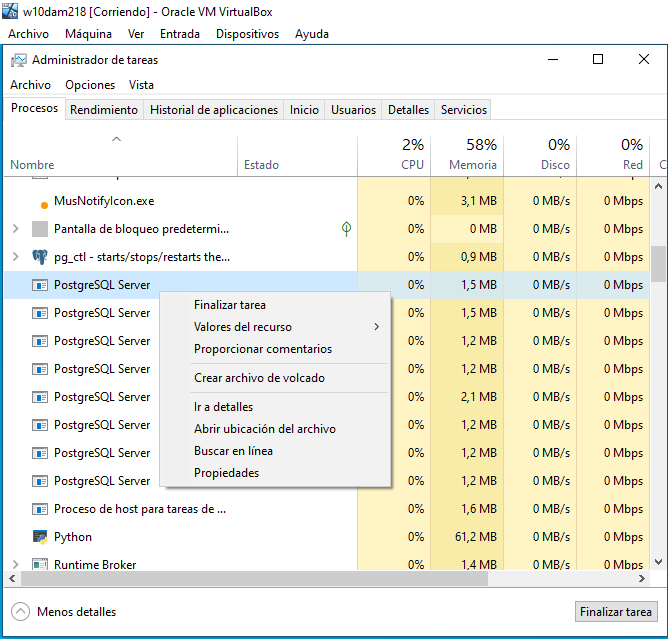 w10dam218 [Corriendo] - Oracle VM VirtualBox
Archivo Máquina Ver Entrada Dispositivos Ayuda
Administrador de tareas
Archivo Opciones Vista
Procesos Rendimiento Historial de aplicaciones Inicio Usuarios Detalles Servicios
2% 58% 0% 0%
Nombre Estado CPU Memoria Disco Red C
MusNotifyIcon.exe 0% 3,1 MB 0 MB/s 0 Mbps
Pantalla de bloqueo predetermi... 0% 0 MB 0 MB/s 0 Mbps
pg_ctl - starts/stops/restarts the... 0% 0,9 MB 0 MB/s 0 Mbps
PostgreSQL Server 0% 1,5 MB 0 MB/s 0 Mbps
PostgreSQL Server 0% 1,5 MB 0 MB/s 0 Mbps
PostgreSQL Server 0% 1,2 MB 0 MB/s 0 Mbps
PostgreSQL Server 0% 1,2 MB 0 MB/s 0 Mbps
PostgreSQL Server 0% 2,1 MB 0 MB/s 0 Mbps
PostgreSQL Server 0% 1,2 MB 0 MB/s 0 Mbps
PostgreSQL Server 0% 1,2 MB 0 MB/s 0 Mbps
PostgreSQL Server 0% 1,2 MB 0 MB/s 0 Mbps
Finalizar tarea
Valores del recurso
Proporcionar comentarios
Crear archivo de volcado
Ir a detalles
Abrir ubicación del archivo
Buscar en línea
Propiedades
Proceso de host para tareas de ... 0% 1,6 MB 0 MB/s 0 Mbps
Python 0% 61,2 MB 0 MB/s 0 Mbps
Runtime Broker 0% 1,4 MB 0 MB/s 0 Mbps
Menos detalles Finalizar tarea